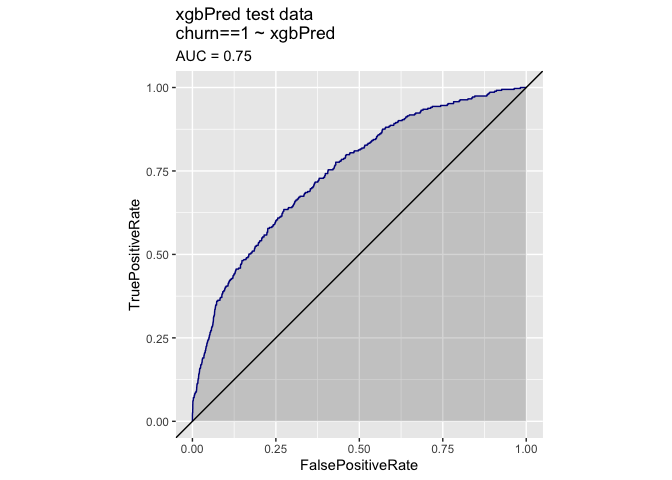 xgbPred test data
churn==1 ~ xgbPred
AUC = 0.75
1.00
0.75
0.50
0.25
0.00
TruePositiveRate
0.00 0.25 0.50 0.75 1.00
FalsePositiveRate